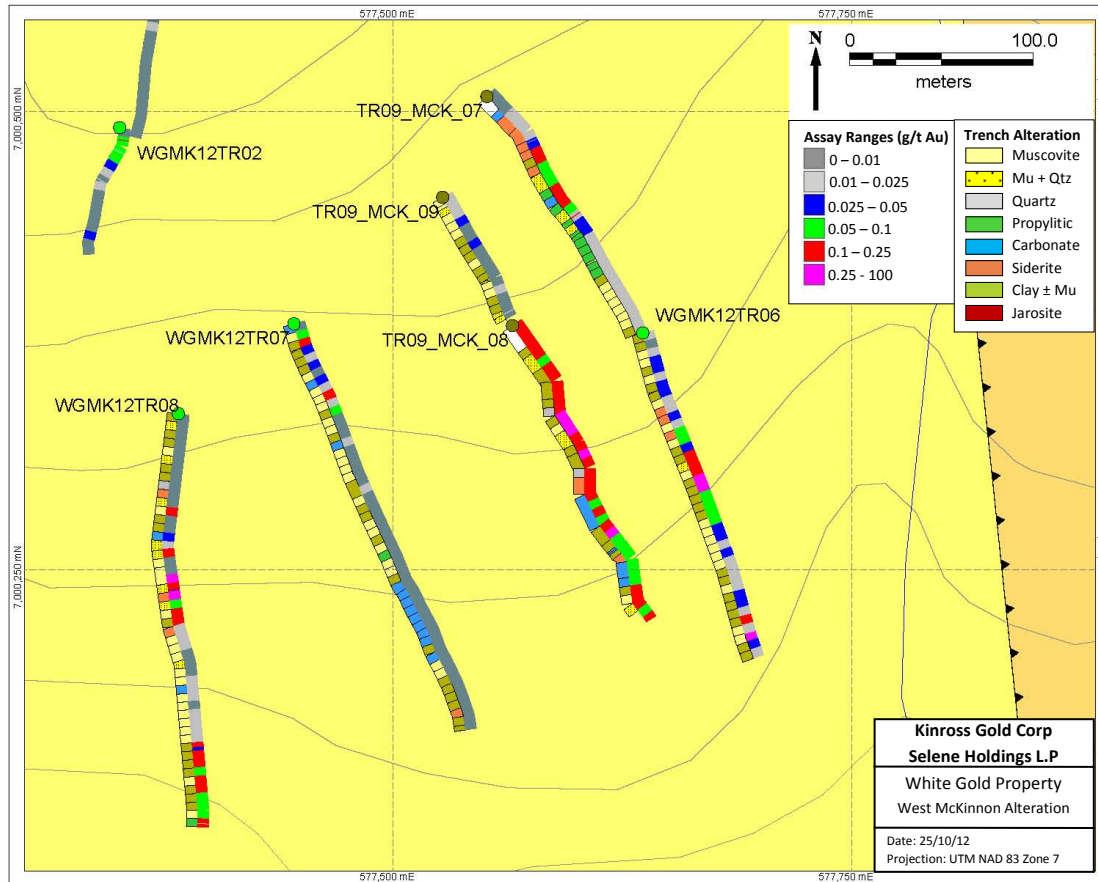 577,500 mE
577,750 mE
N
0
100.0
meters
7,000,500 mN
TR09_MCK_07
WGMK12TR02
Assay Ranges (g/t Au)
0 – 0.01
0.01 – 0.025
0.025 – 0.05
0.05 – 0.1
0.1 – 0.25
0.25 - 100
Trench Alteration
Muscovite
Mu + Qtz
Quartz
Propylitic
Carbonate
Siderite
Clay ± Mu
Jarosite
TR09_MCK_09
WGMK12TR06
WGMK12TR07
TR09_MCK_08
WGMK12TR08
7,000,250 mN
Kinross Gold Corp
Selene Holdings L.P
White Gold Property
West McKinnon Alteration
Date: 25/10/12
Projection: UTM NAD 83 Zone 7
577,500 mE
577,750 mE